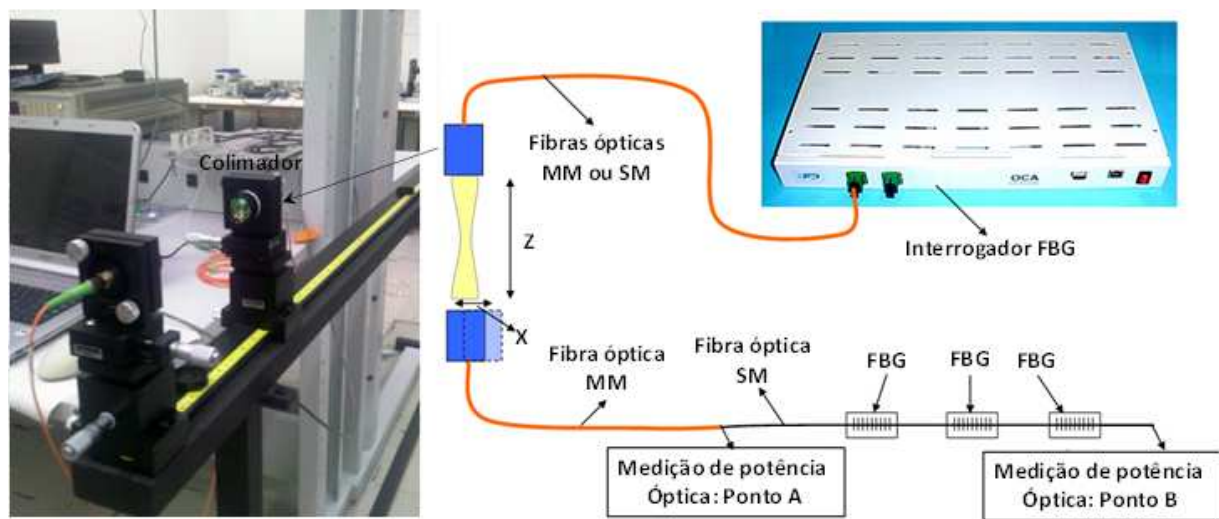 Colimador
Fibras ópticas
MM ou SM
Z
X
OCA
Interrogador FBG
Fibra óptica
MM
Fibra óptica
SM
FBG
FBG
FBG
Medição de potência
Óptica: Ponto A
Medição de potência
Óptica: Ponto B